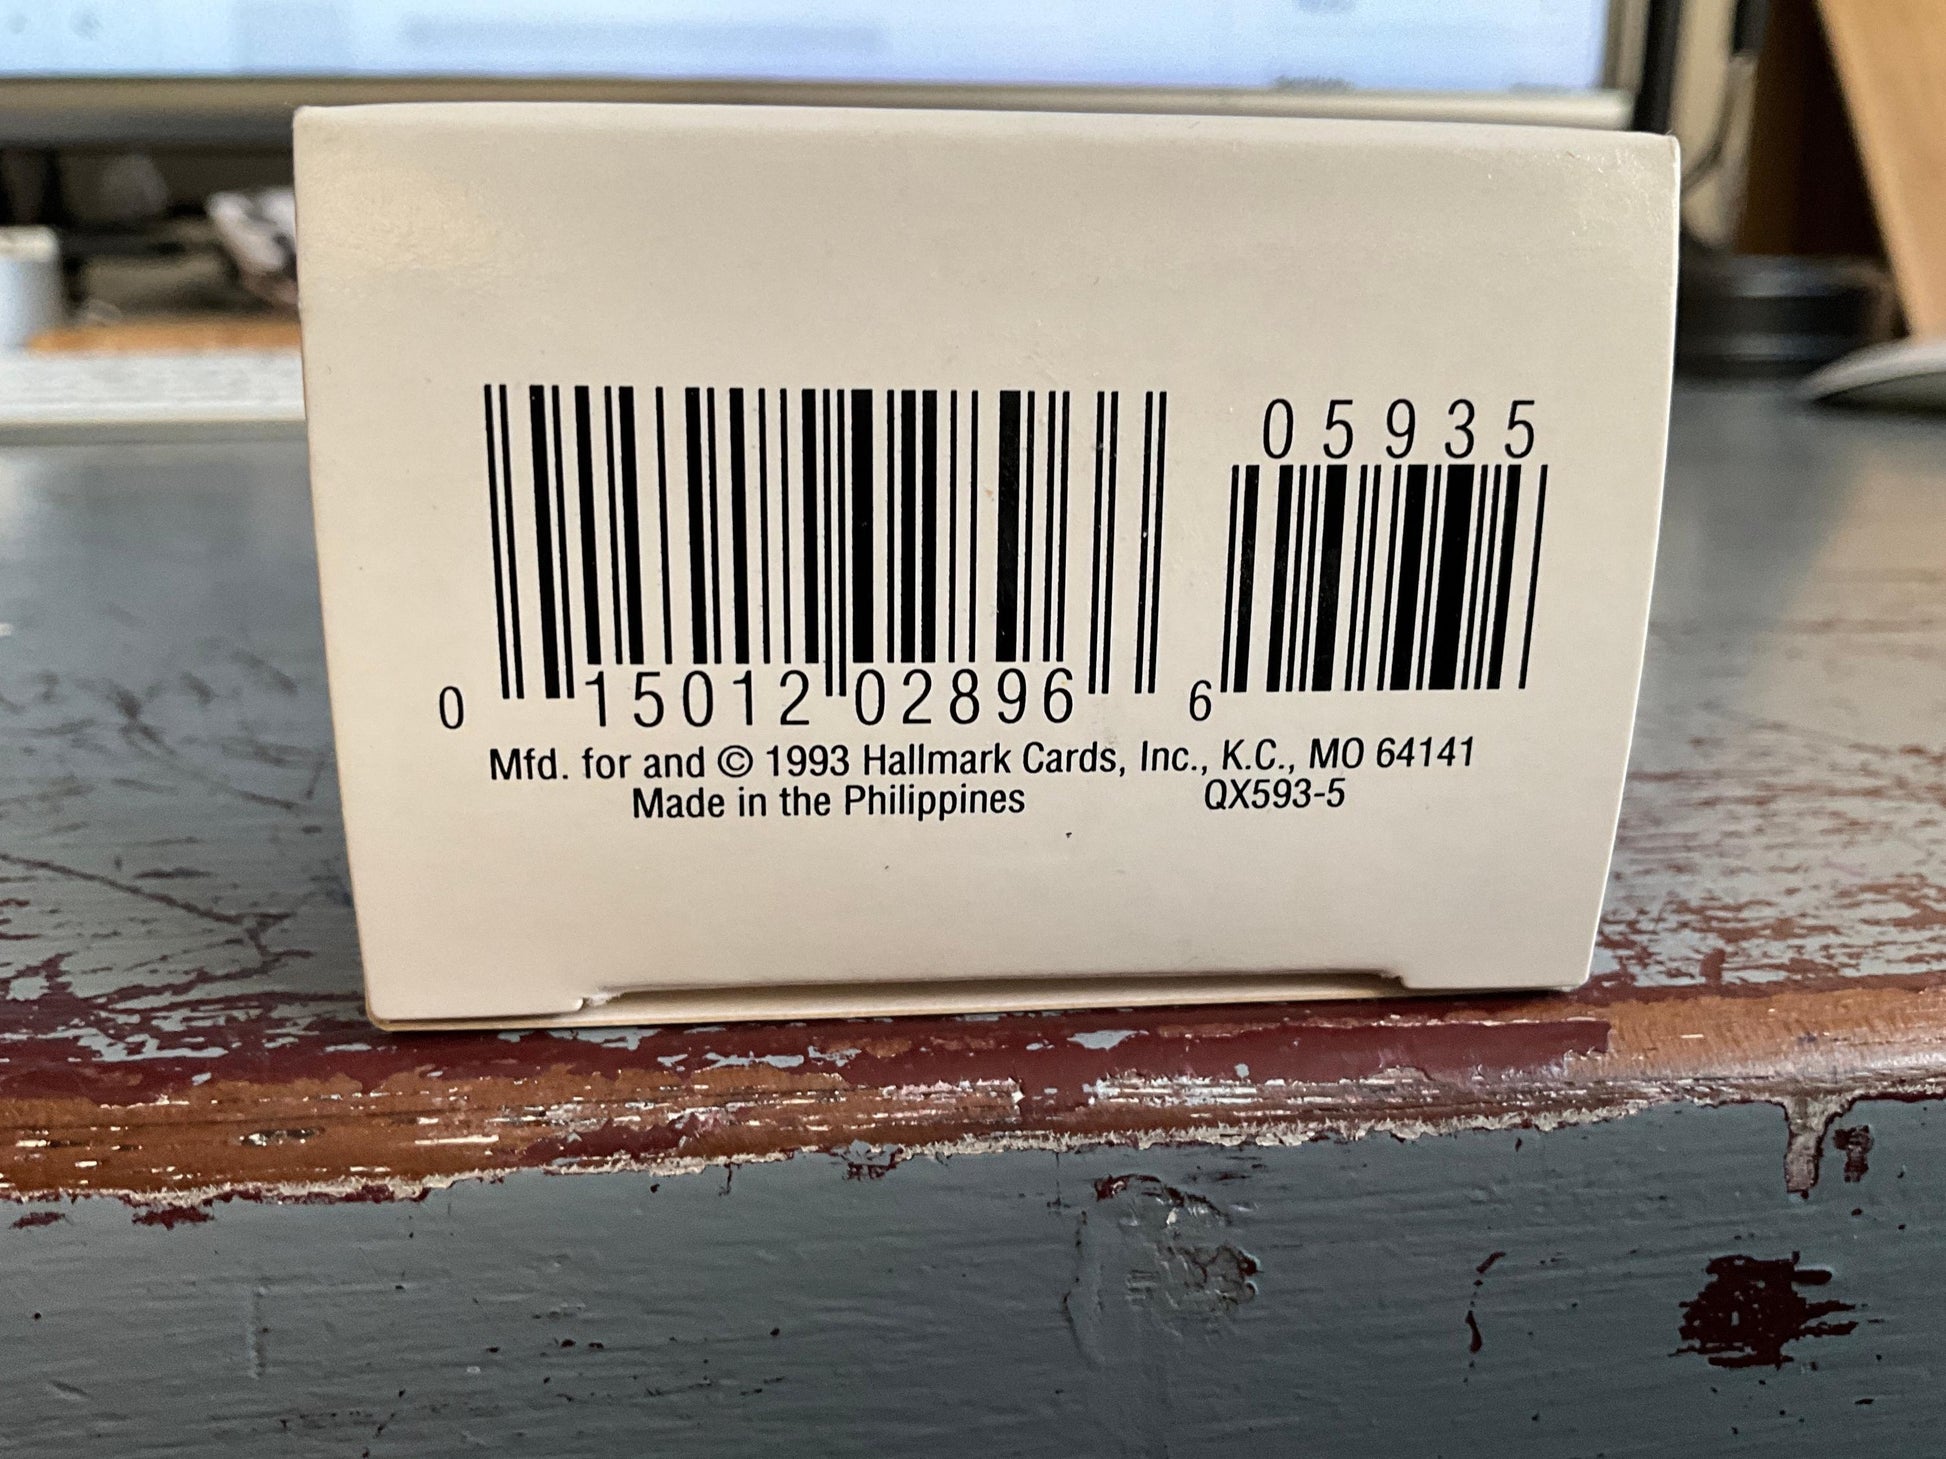 05935
0 15012 02896 6
Mfd. for and © 1993 Hallmark Cards, Inc., K.C., MO 64141
Made in the Philippines QX593-5